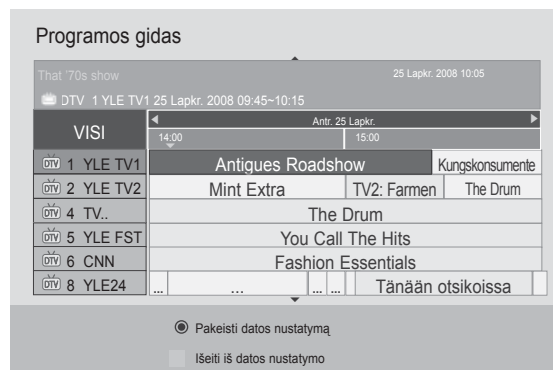 Programos gidas
That '70s show 25 Lapkr. 2008 10:05
DTV 1 YLE TV1 25 Lapkr. 2008 09:45~10:15
VISI Antr. 25 Lapkr.
14:00 15:00
DTV 1 YLE TV1 Antigues Roadshow Kungskonsumente
DTV 2 YLE TV2 Mint Extra TV2: Farmen The Drum
DTV 4 TV.. The Drum
DTV 5 YLE FST You Call The Hits
DTV 6 CNN Fashion Essentials
DTV 8 YLE24 ... ... ... ... Tänään otsikoissa
Pakeisti datos nustatymą
Išeiti iš datos nustatymo